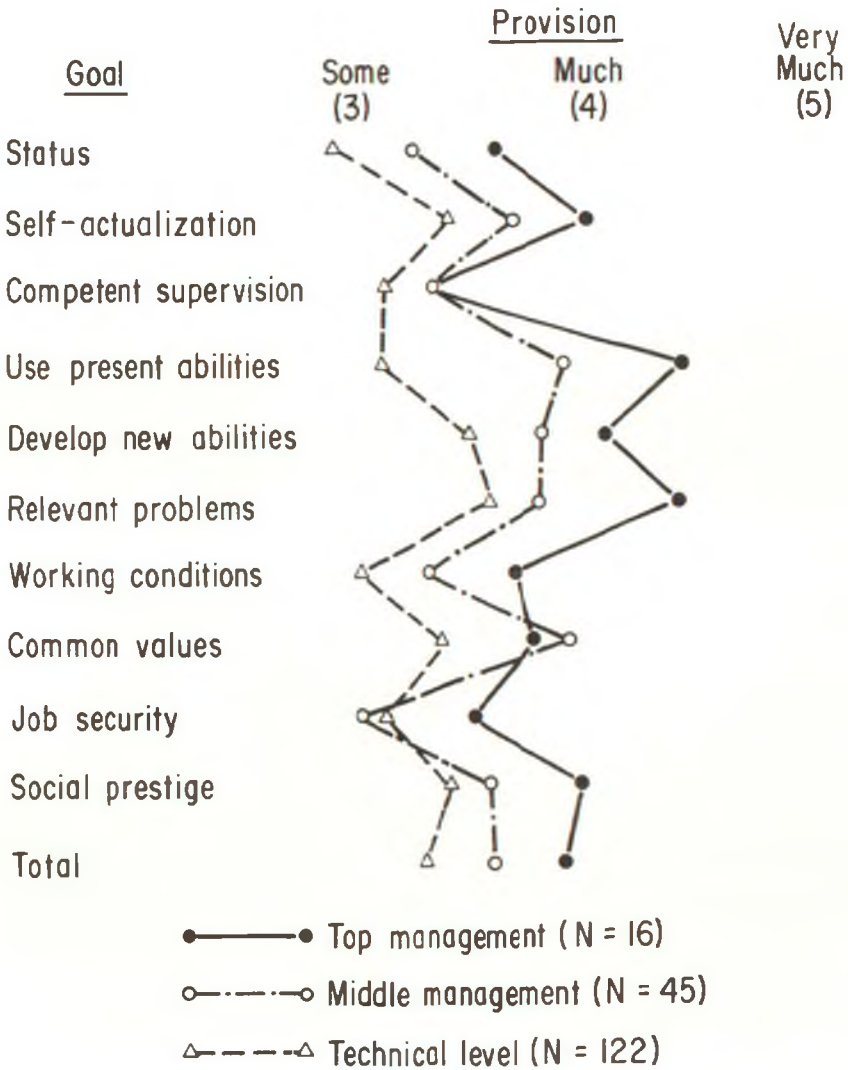 Provision
Goal
Some
(3)
Much
(4)
Very
Much
(5)
Status
Self-actualization
Competent supervision
Use present abilities
Develop new abilities
Relevant problems
Working conditions
Common values
Job security
Social prestige
Total
Top management (N = 16)
Middle management (N = 45)
Technical level (N = 122)